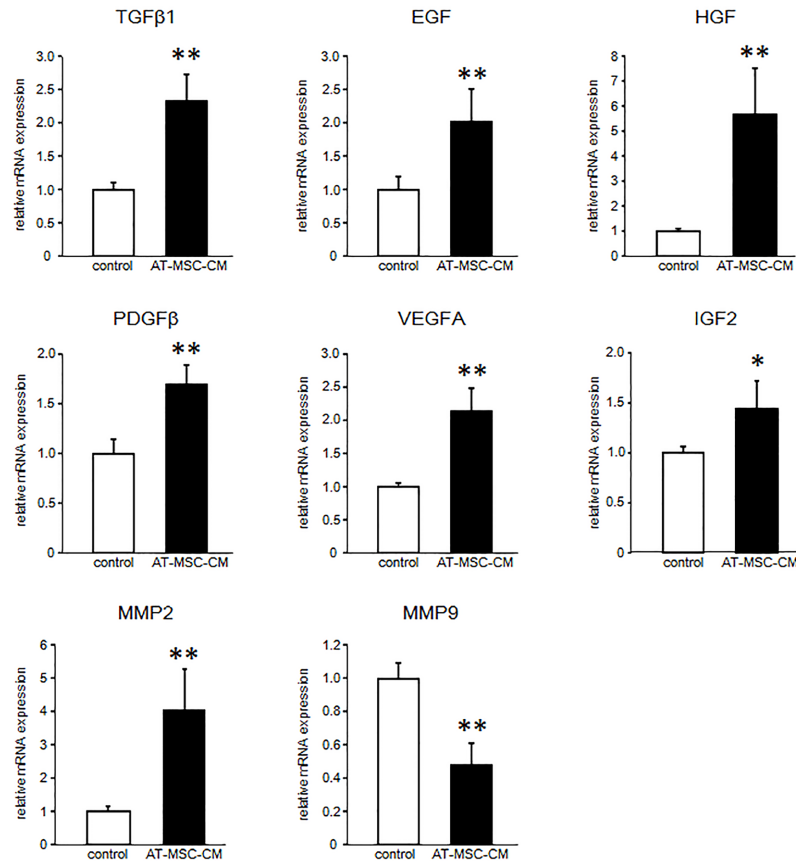 TGFβ1
**
relative mRNA expression
3.0
2.5
2.0
1.5
1.0
0.5
0
control AT-MSC-CM
EGF
**
relative mRNA expression
3.0
2.5
2.0
1.5
1.0
0.5
0
control AT-MSC-CM
HGF
**
relative mRNA expression
8
7
6
5
4
3
2
1
0
control AT-MSC-CM
PDGFβ
**
relative mRNA expression
2.0
1.5
1.0
0.5
0
control AT-MSC-CM
VEGFA
**
relative mRNA expression
3.0
2.5
2.0
1.5
1.0
0.5
0
control AT-MSC-CM
IGF2
*
relative mRNA expression
2.0
1.5
1.0
0.5
0
control AT-MSC-CM
MMP2
**
relative mRNA expression
6
5
4
3
2
1
0
control AT-MSC-CM
MMP9
**
relative mRNA expression
1.2
1.0
0.8
0.6
0.4
0.2
0
control AT-MSC-CM